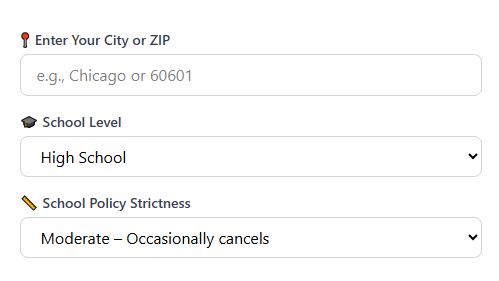 📍 Enter Your City or ZIP
e.g., Chicago or 60601
🎓 School Level
High School
📏 School Policy Strictness
Moderate – Occasionally cancels